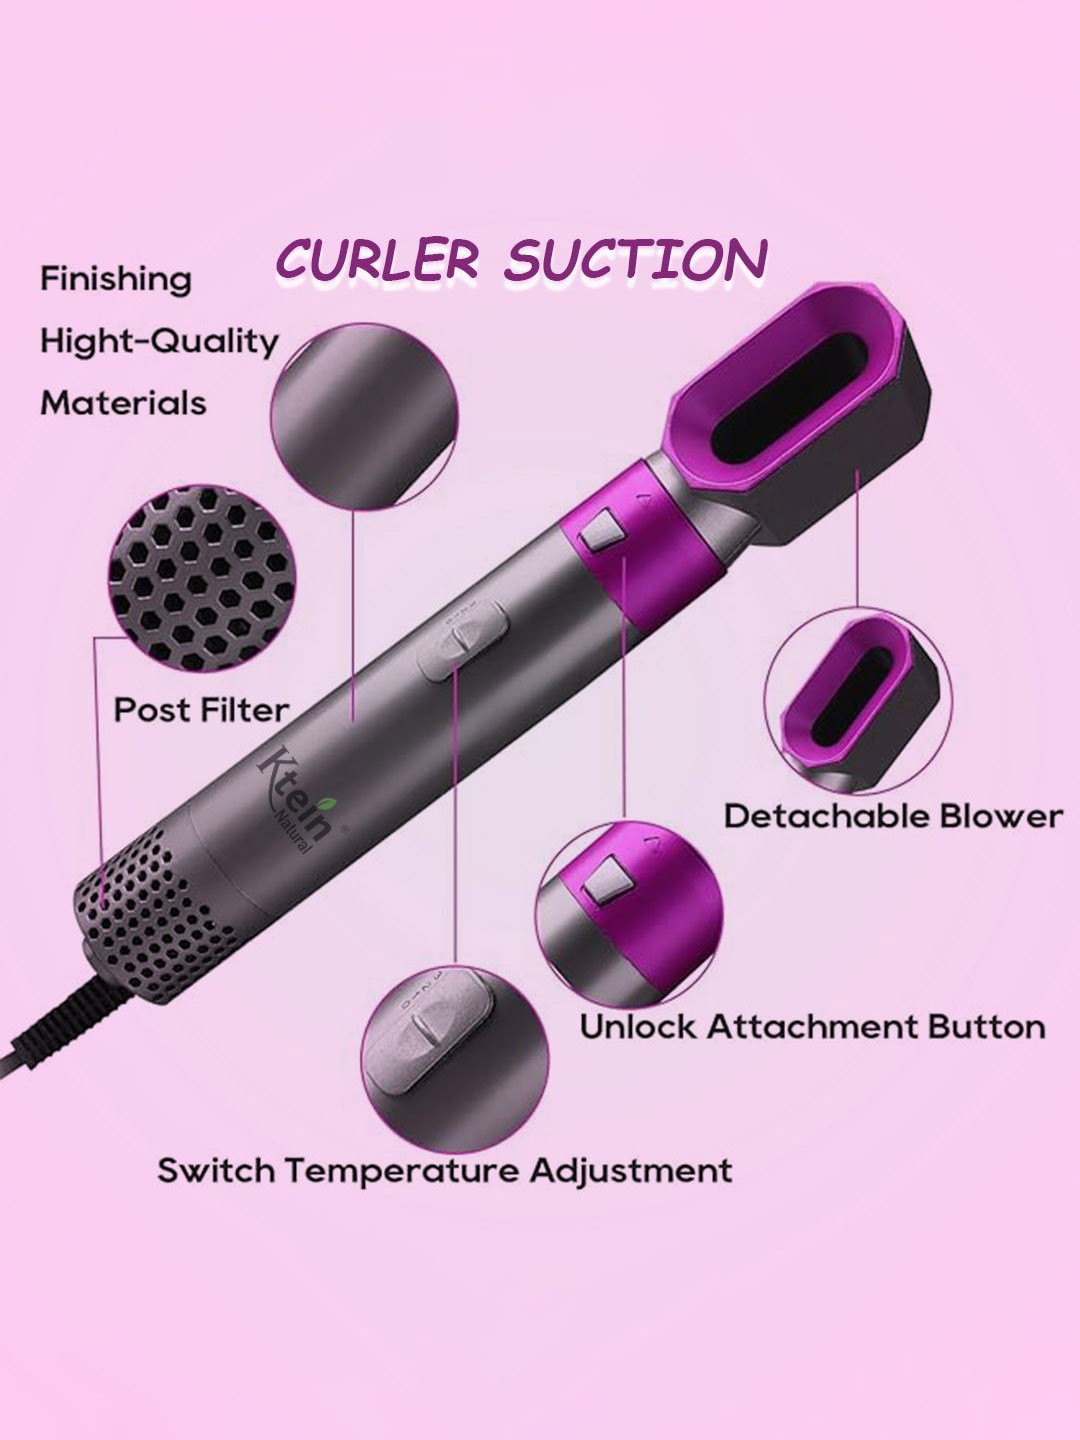 CURLER SUCTION
Finishing
Hight-Quality
Materials
Post Filter
Ktein
Natural
®
Detachable Blower
Unlock Attachment Button
Switch Temperature Adjustment